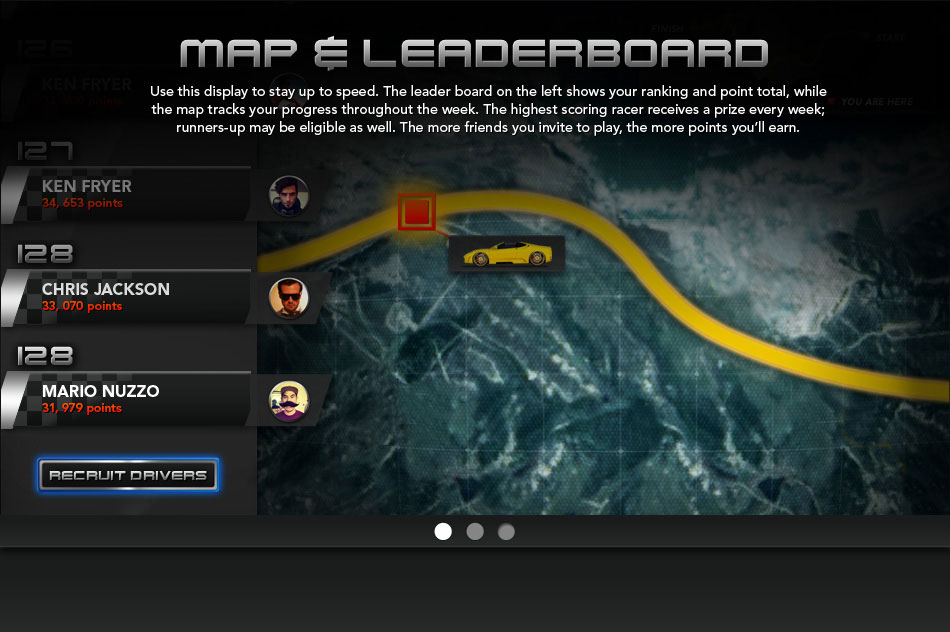 MAP & LEADERBOARD
Use this display to stay up to speed. The leader board on the left shows your ranking and point total, while
the map tracks your progress throughout the week. The highest scoring racer receives a prize every week;
runners-up may be eligible as well. The more friends you invite to play, the more points you'll earn.
FINISH
START
YOU ARE HERE
126
KEN FRYER
127
KEN FRYER
34, 653 points
128
CHRIS JACKSON
33, 070 points
128
MARIO NUZZO
31, 979 points
RECRUIT DRIVERS